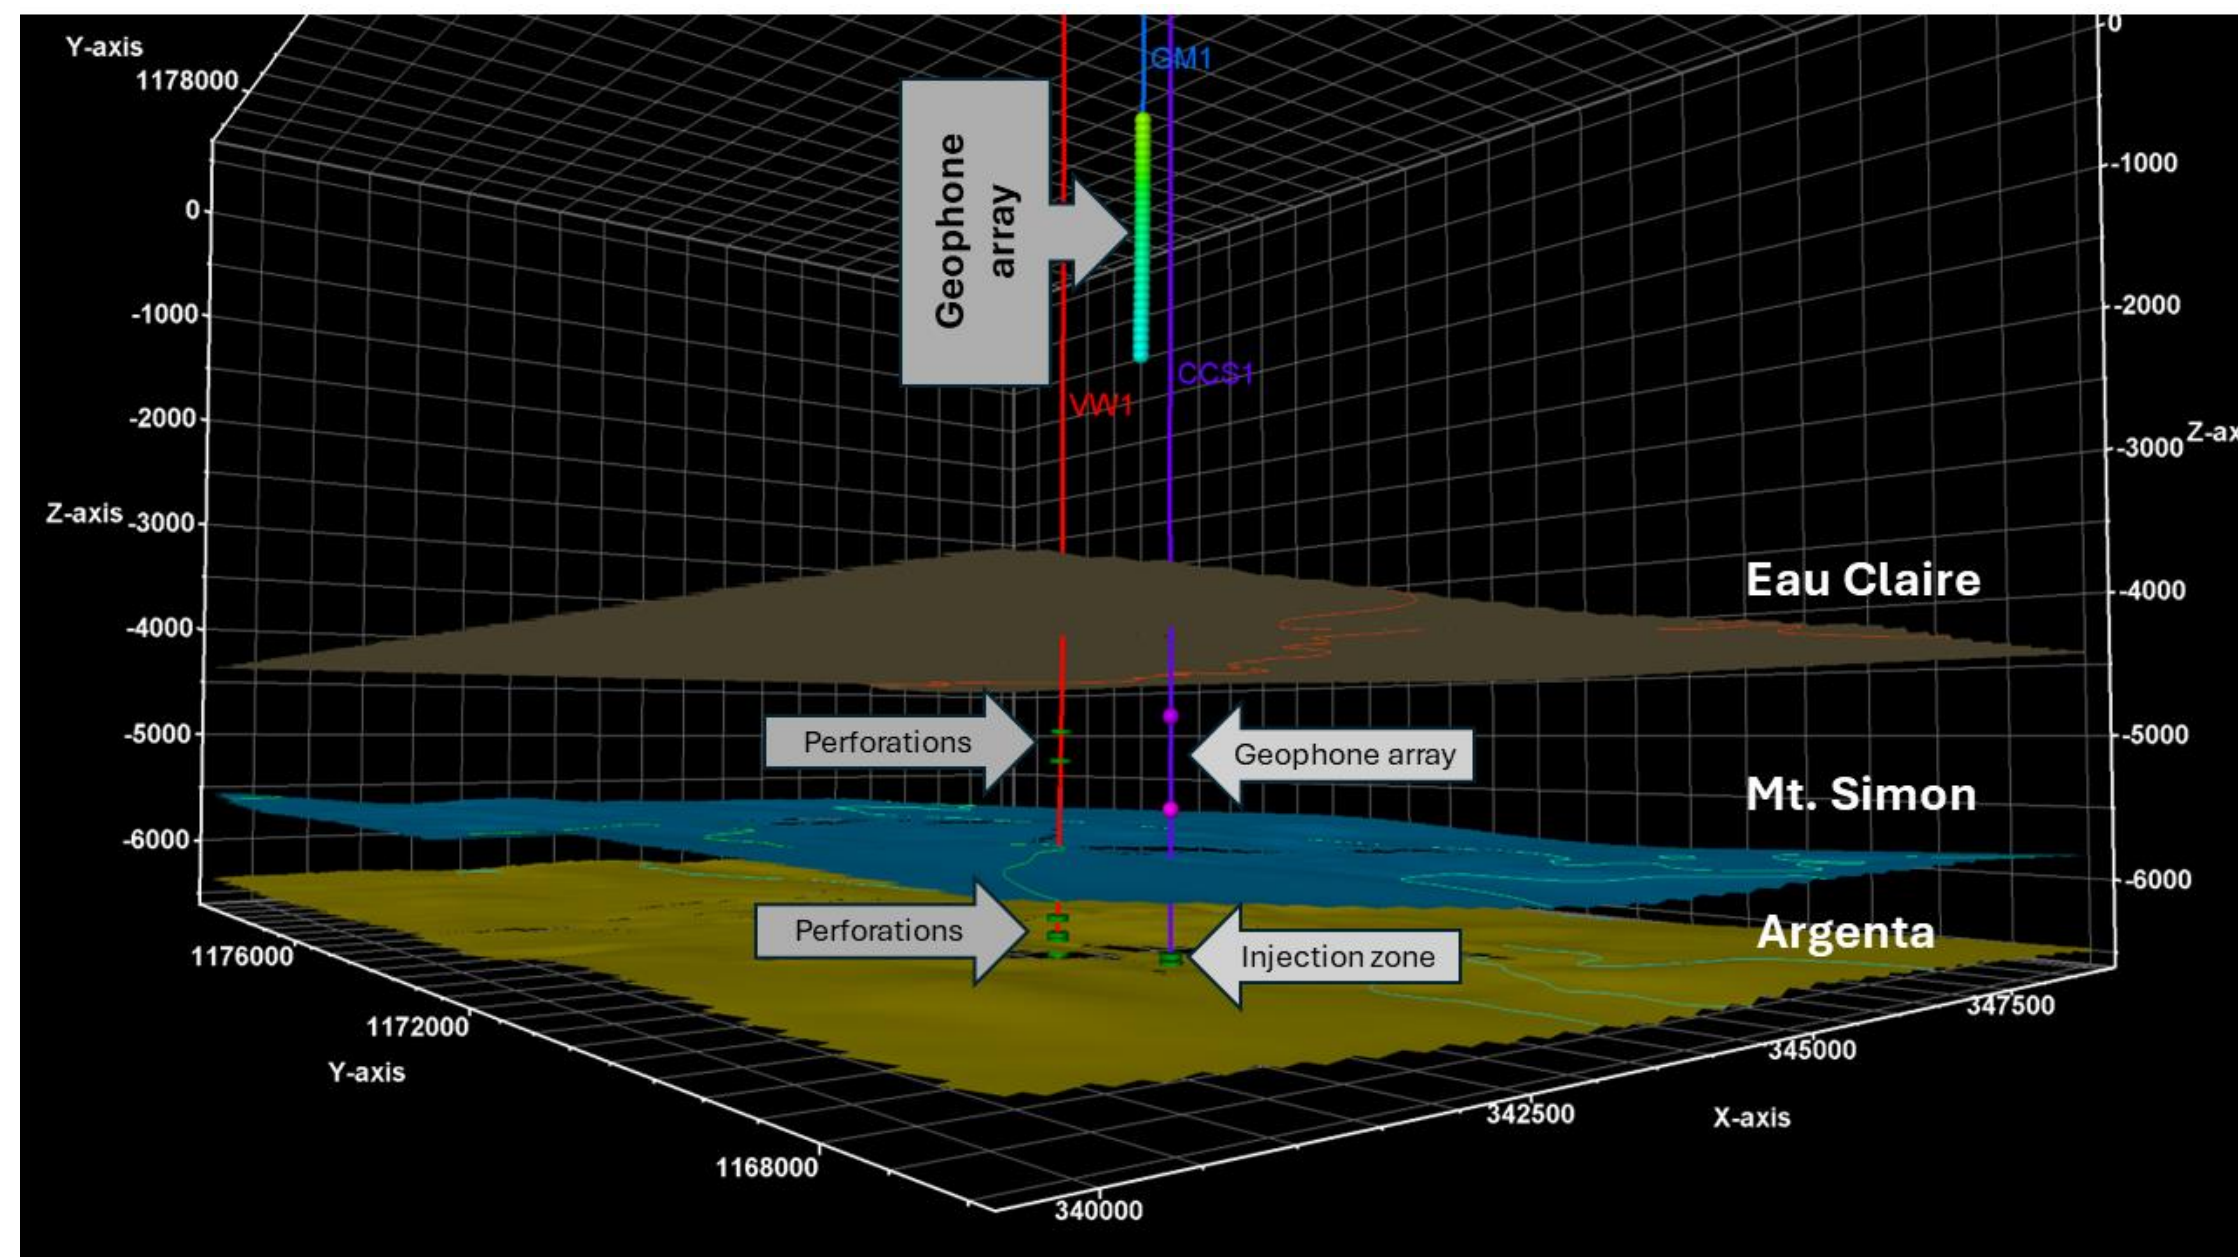 0
Y-axis
GM1
1178000
Geophone
array
-1000
0
-1000
-2000
CCS1
VW1
-2000
-3000
Z-ax
Z-axis
-3000
Eau Claire
-4000
-4000
Perforations
Geophone array
-5000
-5000
Mt. Simon
-6000
-6000
Perforations
Injection zone
Argenta
1176000
347500
1172000
345000
Y-axis
342500
X-axis
1168000
340000